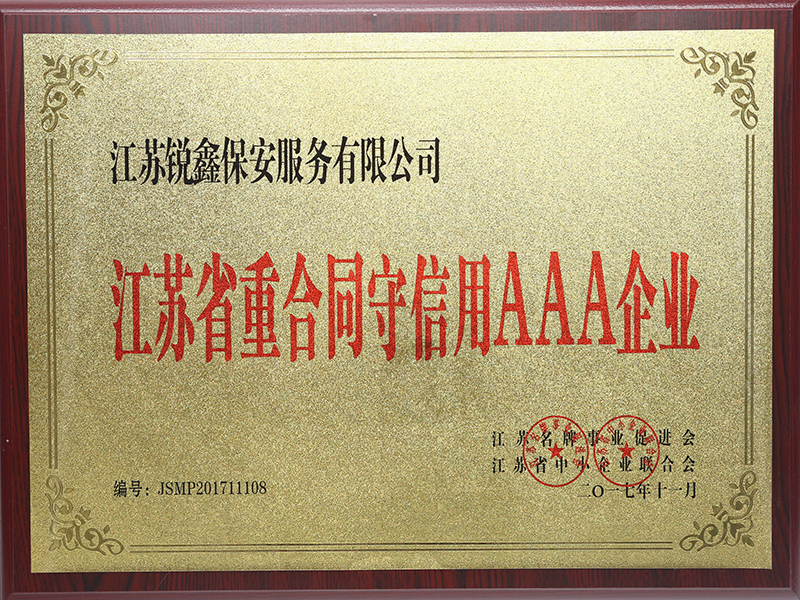 江苏锐鑫保安服务有限公司
江苏省重合同守信用AAA企业
江苏名牌事业促进会
江苏省中小企业联合会
编号：JSMP201711108
二〇一七年十一月